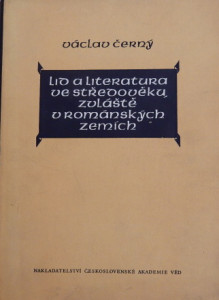 václav černý
lid a literatura
ve středověku,
zvláště
v románských
zemích
NAKLADATELSTVÍ ČESKOSLOVENSKÉ AKADEMIE VĚD